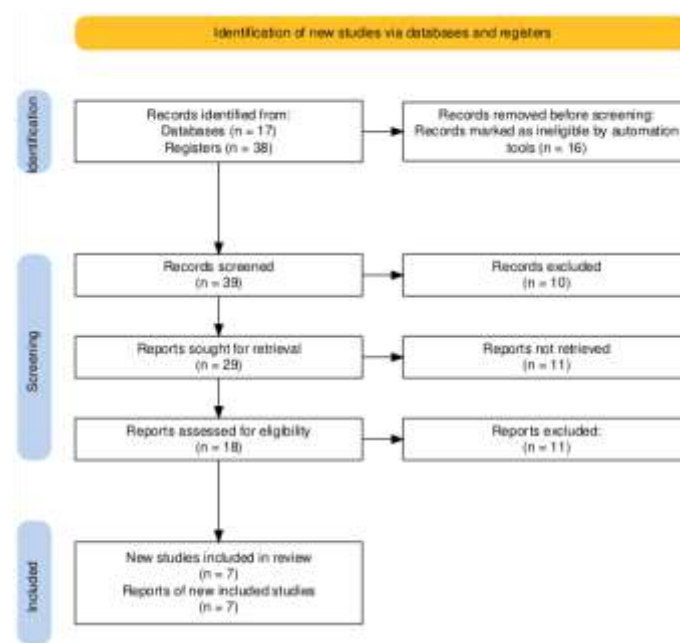 Identification of new studies via databases and registers
Identification
Records identified from:
Databases (n = 17)
Registers (n = 38)
Records removed before screening:
Records marked as ineligible by automation
tools (n = 16)
Screening
Records screened
(n = 39)
Records excluded
(n = 10)
Reports sought for retrieval
(n = 29)
Reports not retrieved
(n = 11)
Reports assessed for eligibility
(n = 18)
Reports excluded:
(n = 11)
Included
New studies included in review
(n = 7)
Reports of new included studies
(n = 7)